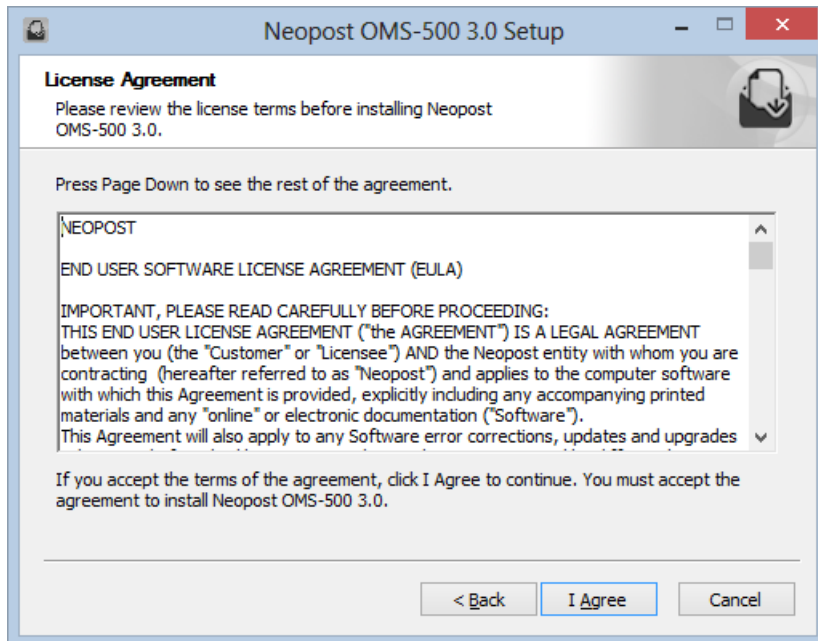 Neopost OMS-500 3.0 Setup
License Agreement
Please review the license terms before installing Neopost
OMS-500 3.0.
Press Page Down to see the rest of the agreement.
NEOPOST
END USER SOFTWARE LICENSE AGREEMENT (EULA)
IMPORTANT, PLEASE READ CAREFULLY BEFORE PROCEEDING:
THIS END USER LICENSE AGREEMENT ("the AGREEMENT") IS A LEGAL AGREEMENT
between you (the "Customer" or "Licensee") AND the Neopost entity with whom you are
contracting  (hereafter referred to as "Neopost") and applies to the computer software
with which this Agreement is provided, explicitly including any accompanying printed
materials and any "online" or electronic documentation ("Software").
This Agreement will also apply to any Software error corrections, updates and upgrades
If you accept the terms of the agreement, click I Agree to continue. You must accept the
agreement to install Neopost OMS-500 3.0.
< Back
I Agree
Cancel